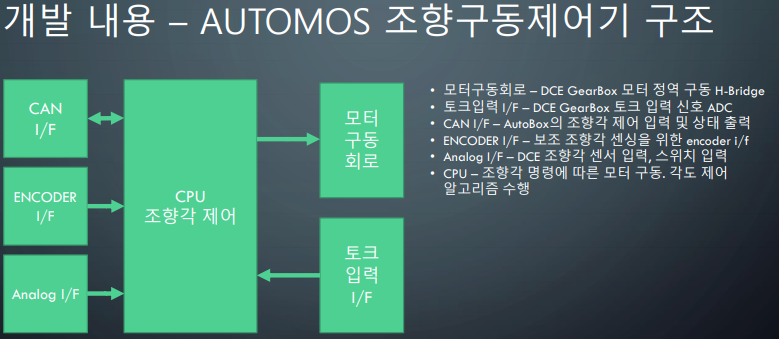 개발 내용 – AUTOMOS 조향구동제어기 구조
CAN
I/F
ENCODER
I/F
Analog I/F
CPU
조향각 제어
모터
구동
회로
토크
입력
I/F
• 모터구동회로 – DCE GearBox 모터 정역 구동 H-Bridge
• 토크입력 I/F – DCE GearBox 토크 입력 신호 ADC
• CAN I/F – AutoBox의 조향각 제어 입력 및 상태 출력
• ENCODER I/F – 보조 조향각 센싱을 위한 encoder i/f
• Analog I/F – DCE 조향각 센서 입력, 스위치 입력
• CPU – 조향각 명령에 따른 모터 구동. 각도 제어
알고리즘 수행